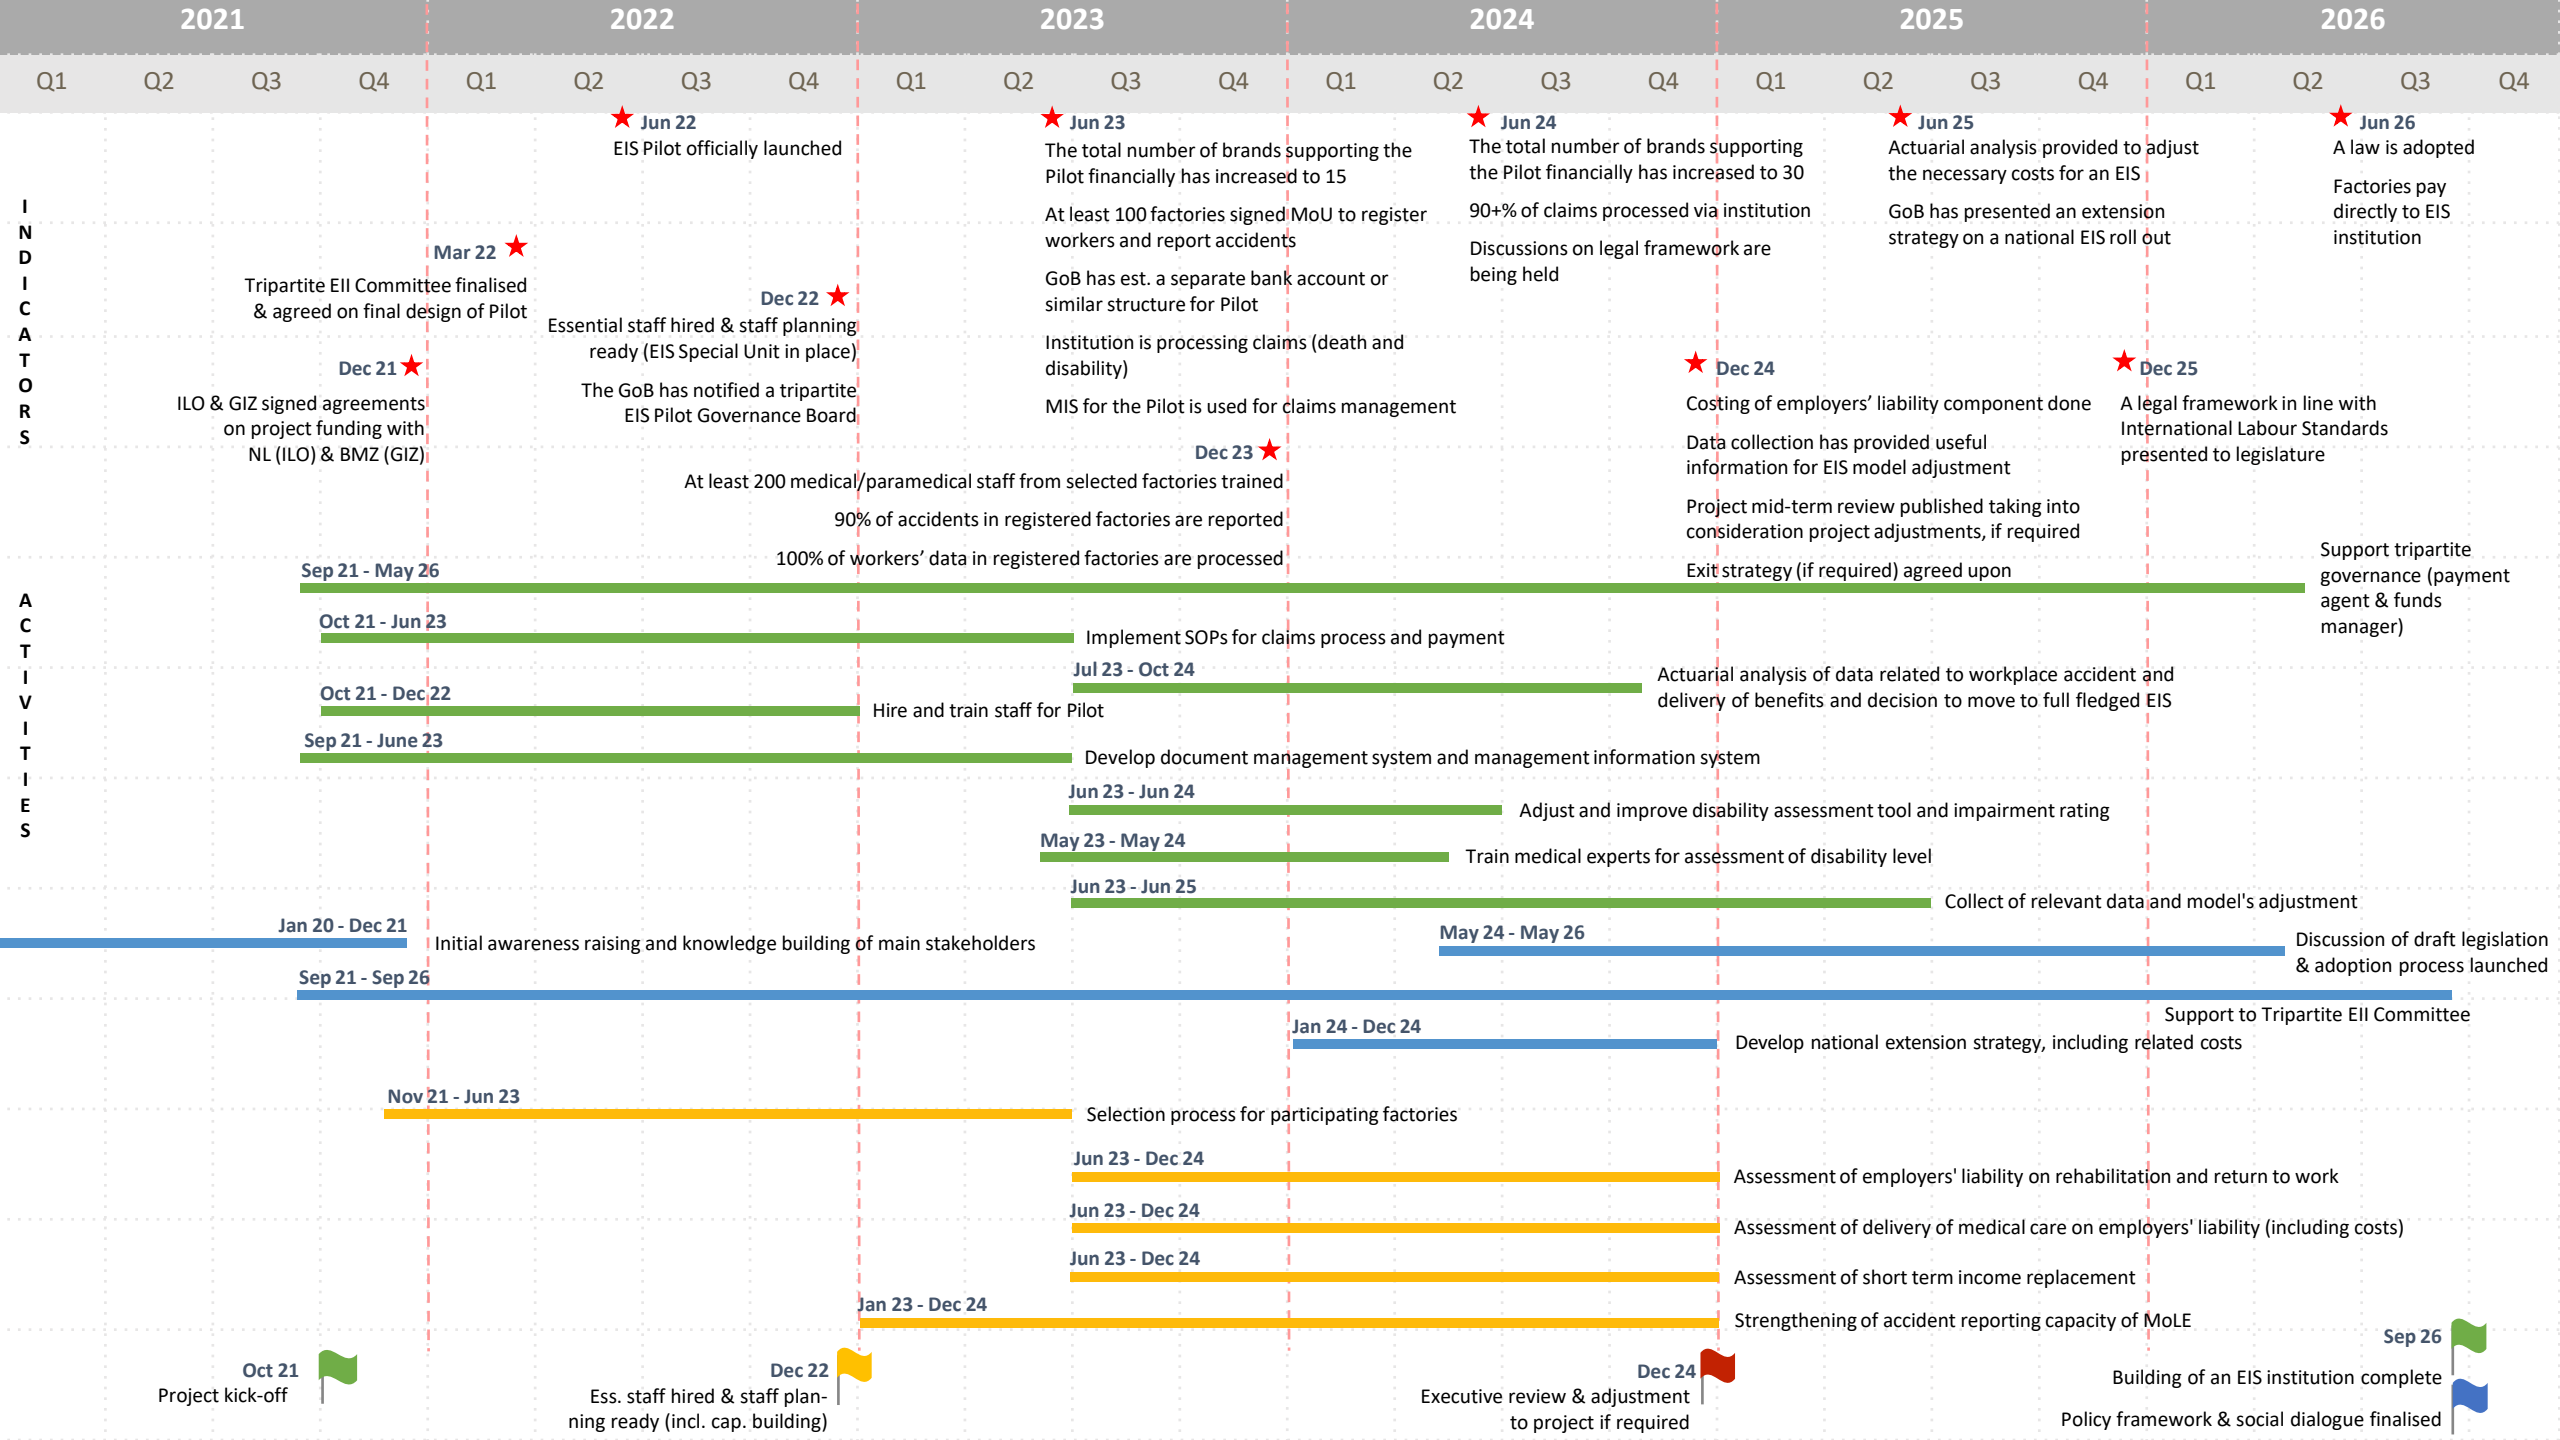 2021 2022 2023 2024 2025 2026
Q1 Q2 Q3 Q4 Q1 Q2 Q3 Q4 Q1 Q2 Q3 Q4 Q1 Q2 Q3 Q4 Q1 Q2 Q3 Q4 Q1 Q2 Q3 Q4
INDICATORS
Dec 21
ILO & GIZ signed agreements
on project funding with
NL (ILO) & BMZ (GIZ)
Mar 22
Tripartite EII Committee finalised
& agreed on final design of Pilot
Jun 22
EIS Pilot officially launched
Dec 22
Essential staff hired & staff planning
ready (EIS Special Unit in place)
The GoB has notified a tripartite
EIS Pilot Governance Board
Jun 23
The total number of brands supporting the
Pilot financially has increased to 15
At least 100 factories signed MoU to register
workers and report accidents
GoB has est. a separate bank account or
similar structure for Pilot
Institution is processing claims (death and
disability)
MIS for the Pilot is used for claims management
Dec 23
At least 200 medical/paramedical staff from selected factories trained
90% of accidents in registered factories are reported
100% of workers’ data in registered factories are processed
Jun 24
The total number of brands supporting
the Pilot financially has increased to 30
90+% of claims processed via institution
Discussions on legal framework are
being held
Dec 24
Costing of employers’ liability component done
Data collection has provided useful
information for EIS model adjustment
Project mid-term review published taking into
consideration project adjustments, if required
Exit strategy (if required) agreed upon
Jun 25
Actuarial analysis provided to adjust
the necessary costs for an EIS
GoB has presented an extension
strategy on a national EIS roll out
Dec 25
A legal framework in line with
International Labour Standards
presented to legislature
Jun 26
A law is adopted
Factories pay
directly to EIS
institution
ACTIVITIES
Sep 21 - May 26
Support tripartite
governance (payment
agent & funds
manager)
Oct 21 - Jun 23
Implement SOPs for claims process and payment
Jul 23 - Oct 24
Actuarial analysis of data related to workplace accident and
delivery of benefits and decision to move to full fledged EIS
Oct 21 - Dec 22
Hire and train staff for Pilot
Sep 21 - June 23
Develop document management system and management information system
Jun 23 - Jun 24
Adjust and improve disability assessment tool and impairment rating
May 23 - May 24
Train medical experts for assessment of disability level
Jun 23 - Jun 25
Collect of relevant data and model's adjustment
Jan 20 - Dec 21
Initial awareness raising and knowledge building of main stakeholders
May 24 - May 26
Discussion of draft legislation
& adoption process launched
Sep 21 - Sep 26
Support to Tripartite EII Committee
Jan 24 - Dec 24
Develop national extension strategy, including related costs
Nov 21 - Jun 23
Selection process for participating factories
Jun 23 - Dec 24
Assessment of employers' liability on rehabilitation and return to work
Jun 23 - Dec 24
Assessment of delivery of medical care on employers' liability (including costs)
Jun 23 - Dec 24
Assessment of short term income replacement
Jan 23 - Dec 24
Strengthening of accident reporting capacity of MoLE
Oct 21
Project kick-off
Dec 22
Ess. staff hired & staff plan-
ning ready (incl. cap. building)
Dec 24
Executive review & adjustment
to project if required
Sep 26
Building of an EIS institution complete
Policy framework & social dialogue finalised